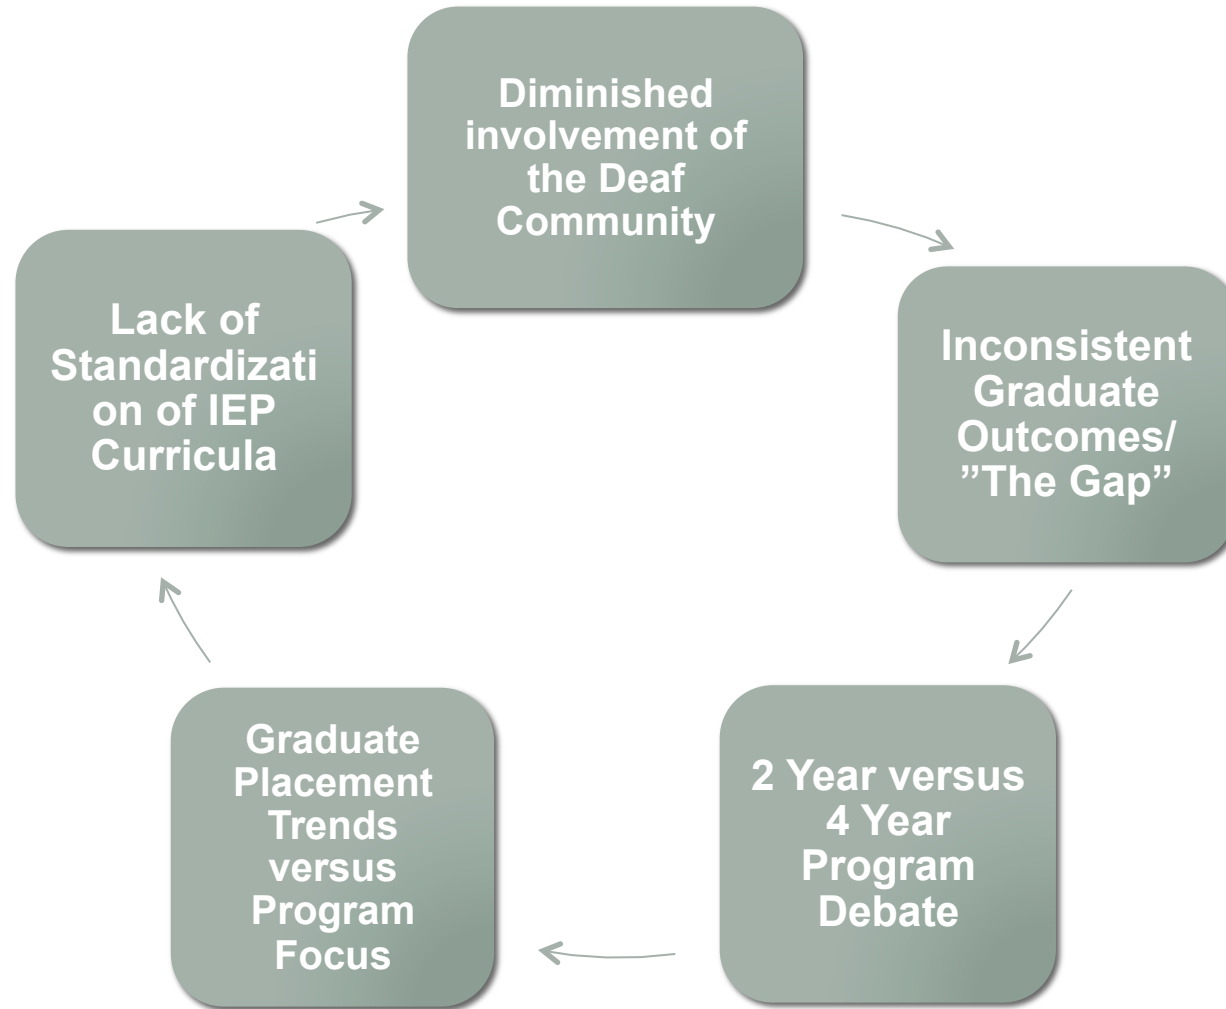 Diminished
involvement of
the Deaf
Community
Inconsistent
Graduate
Outcomes/
”The Gap”
2 Year versus
4 Year
Program
Debate
Graduate
Placement
Trends
versus
Program
Focus
Lack of
Standardizati
on of IEP
Curricula